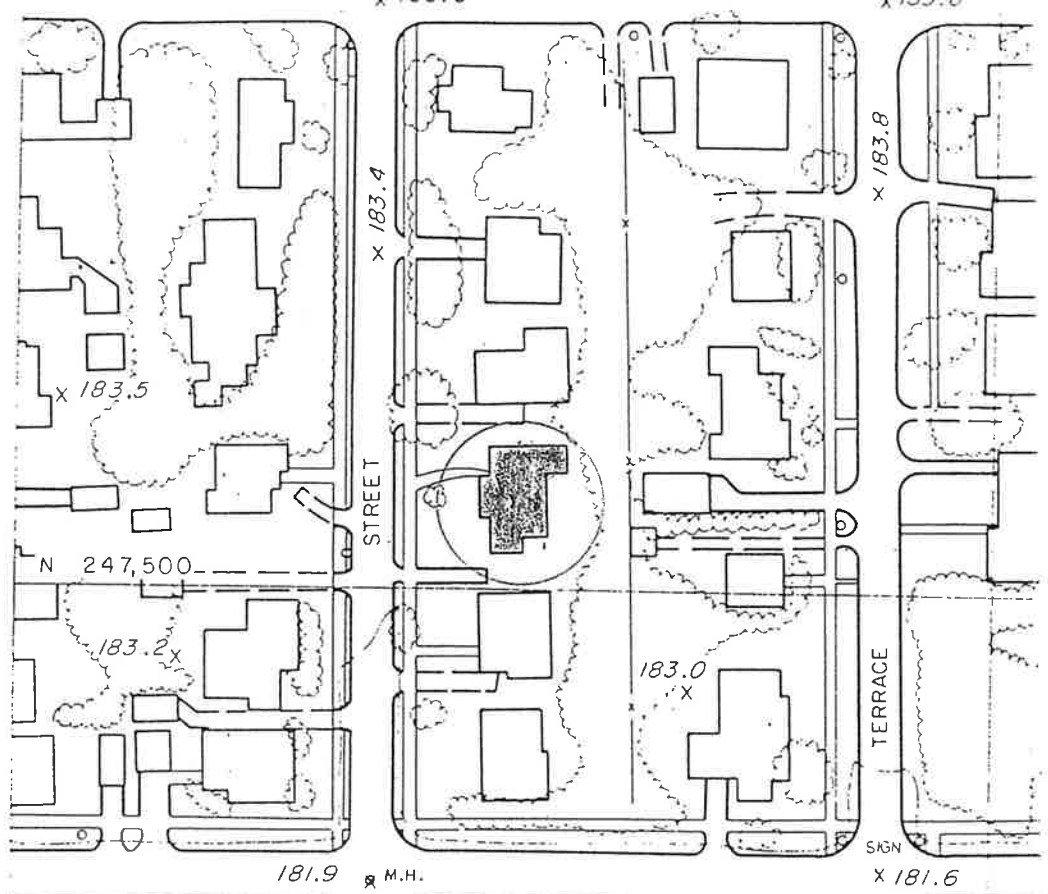 x 183.8
x 183.4
x 183.5
STREET
N 247,500
183.2 x
183.0
x
TERRACE
SIGN
181.9
M.H.
x 181.6